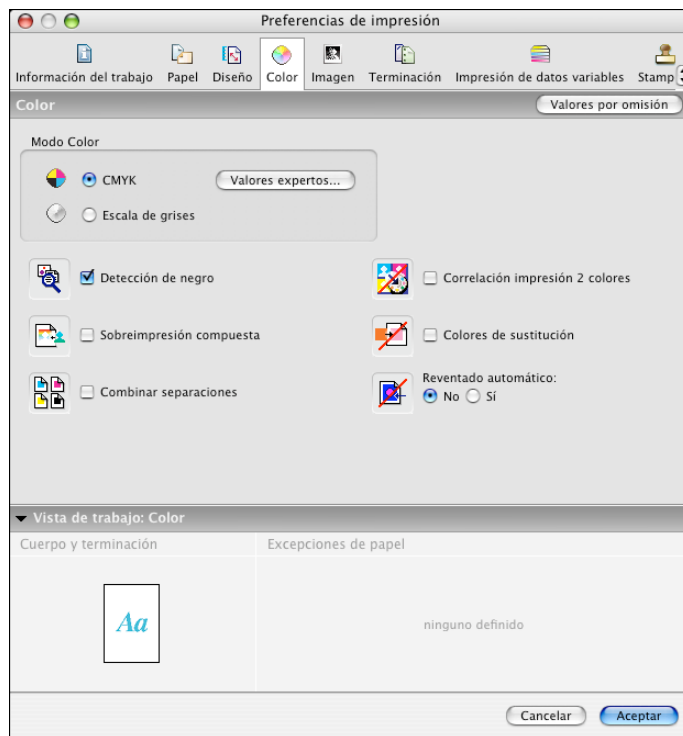 Preferencias de impresión
Información del trabajo Papel Diseño Color Imagen Terminación Impresión de datos variables Stamp
Color Valores por omisión
Modo Color
CMYK Valores expertos...
Escala de grises
Detección de negro Correlación impresión 2 colores
Sobreimpresión compuesta Colores de sustitución
Combinar separaciones Reventado automático:
No Sí
Vista de trabajo: Color
Cuerpo y terminación Excepciones de papel
Aa ninguno definido
Cancelar Aceptar